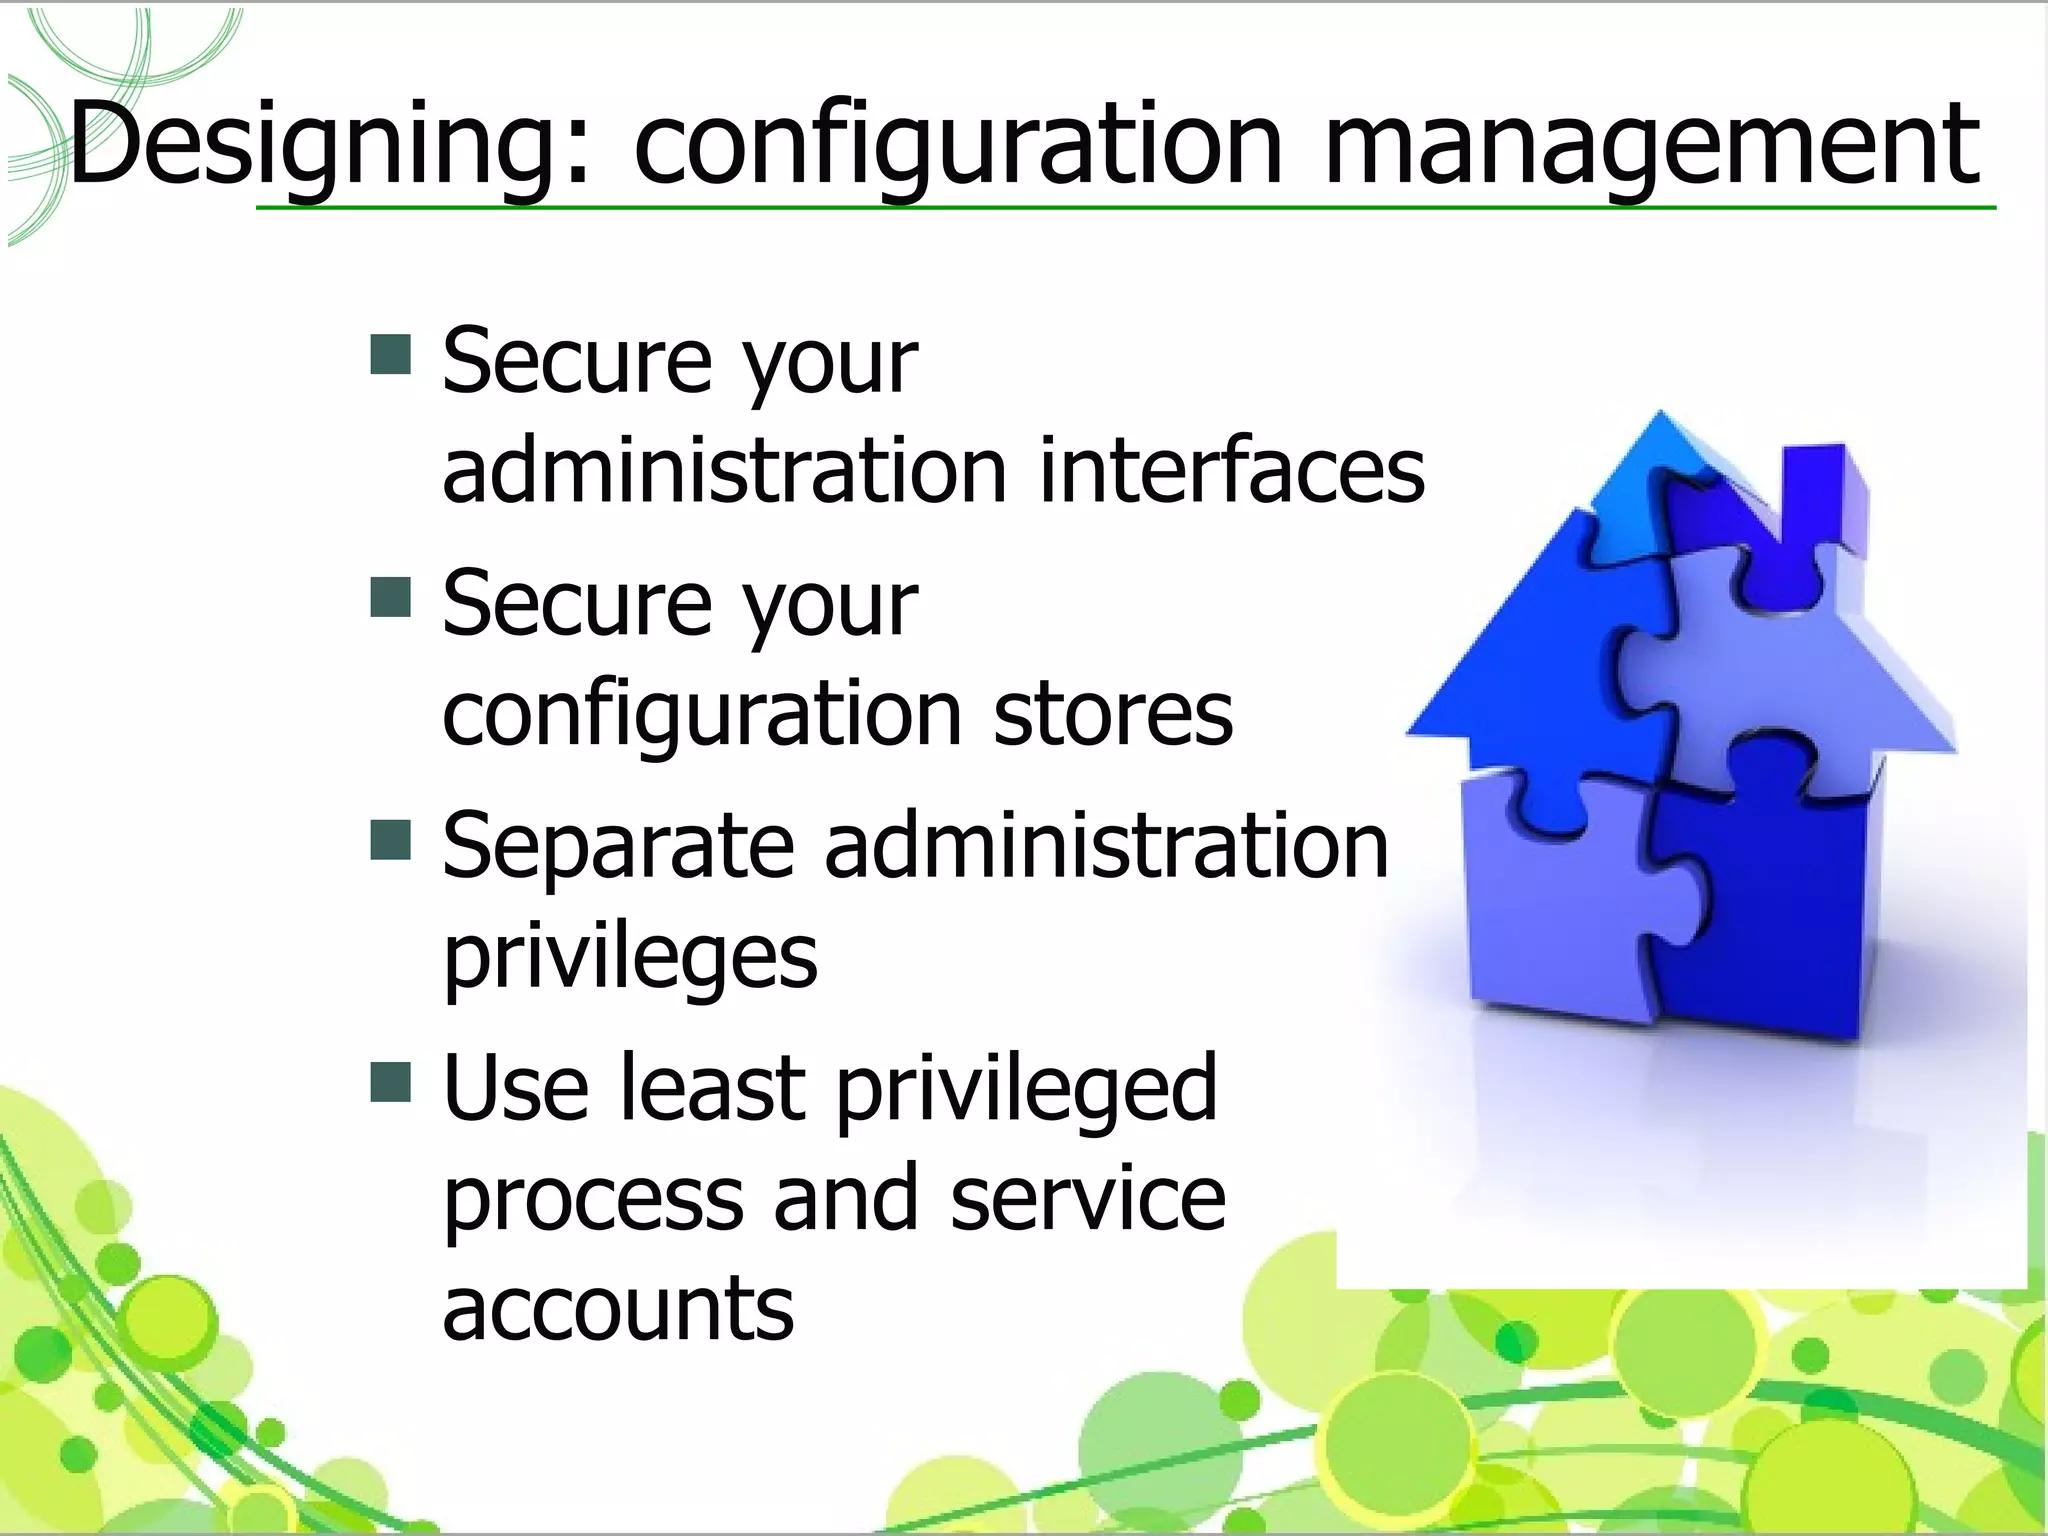 Designing: configuration management
Secure your
administration interfaces
Secure your
configuration stores
Separate administration
privileges
Use least privileged
process and service
accounts